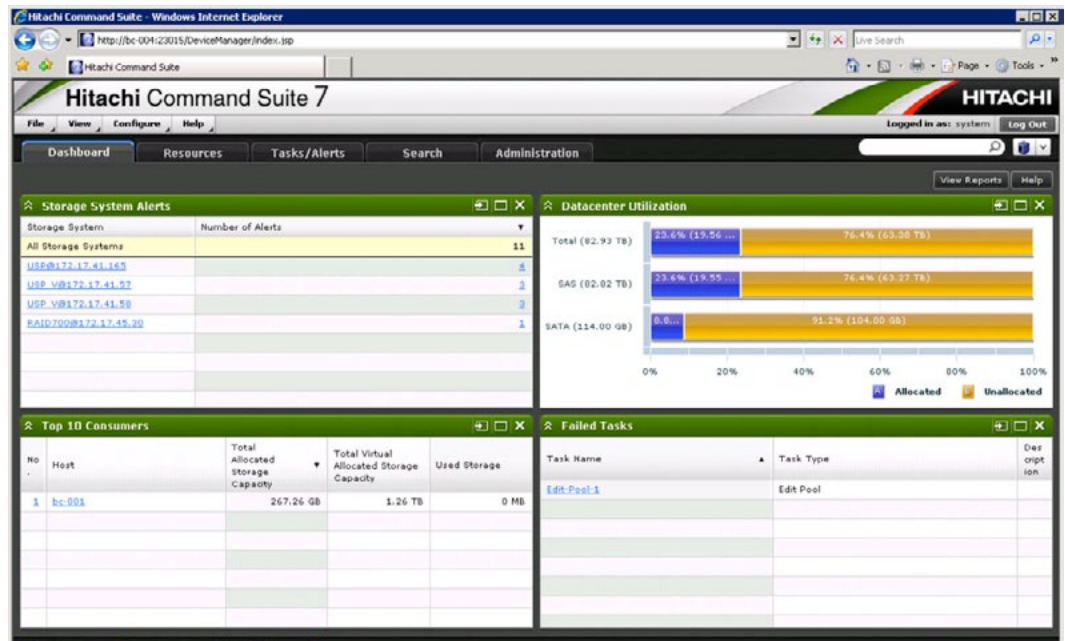 Hitachi Command Suite - Windows Internet Explorer
http://bc-004:23015/DeviceManager/index.jsp
Live Search
Hitachi Command Suite
Page
Tools
Hitachi Command Suite 7
HITACHI
File View Configure Help
Logged in as: system Log Out
Dashboard Resources Tasks/Alerts Search Administration
View Reports Help
Storage System Alerts
Storage System Number of Alerts
All Storage Systems 11
USP@172.17.41.165 4
USP_V@172.17.41.57 3
USP_V@172.17.41.58 3
RAID700@172.17.45.20 1
Datacenter Utilization
Total (82.93 TB) 23.6% (19.56 ... 76.4% (63.38 TB)
SAS (82.82 TB) 23.6% (19.55 ... 76.4% (63.27 TB)
SATA (114.00 GB) 8.8... 91.2% (104.00 GB)
0% 20% 40% 60% 80% 100%
Allocated Unallocated
Top 10 Consumers
No. Host Total Allocated Storage Capacity Total Virtual Allocated Storage Capacity Used Storage
1 bc-001 267.26 GB 1.26 TB 0 MB
Failed Tasks
Task Name Task Type Description
Edit-Pool-1 Edit Pool